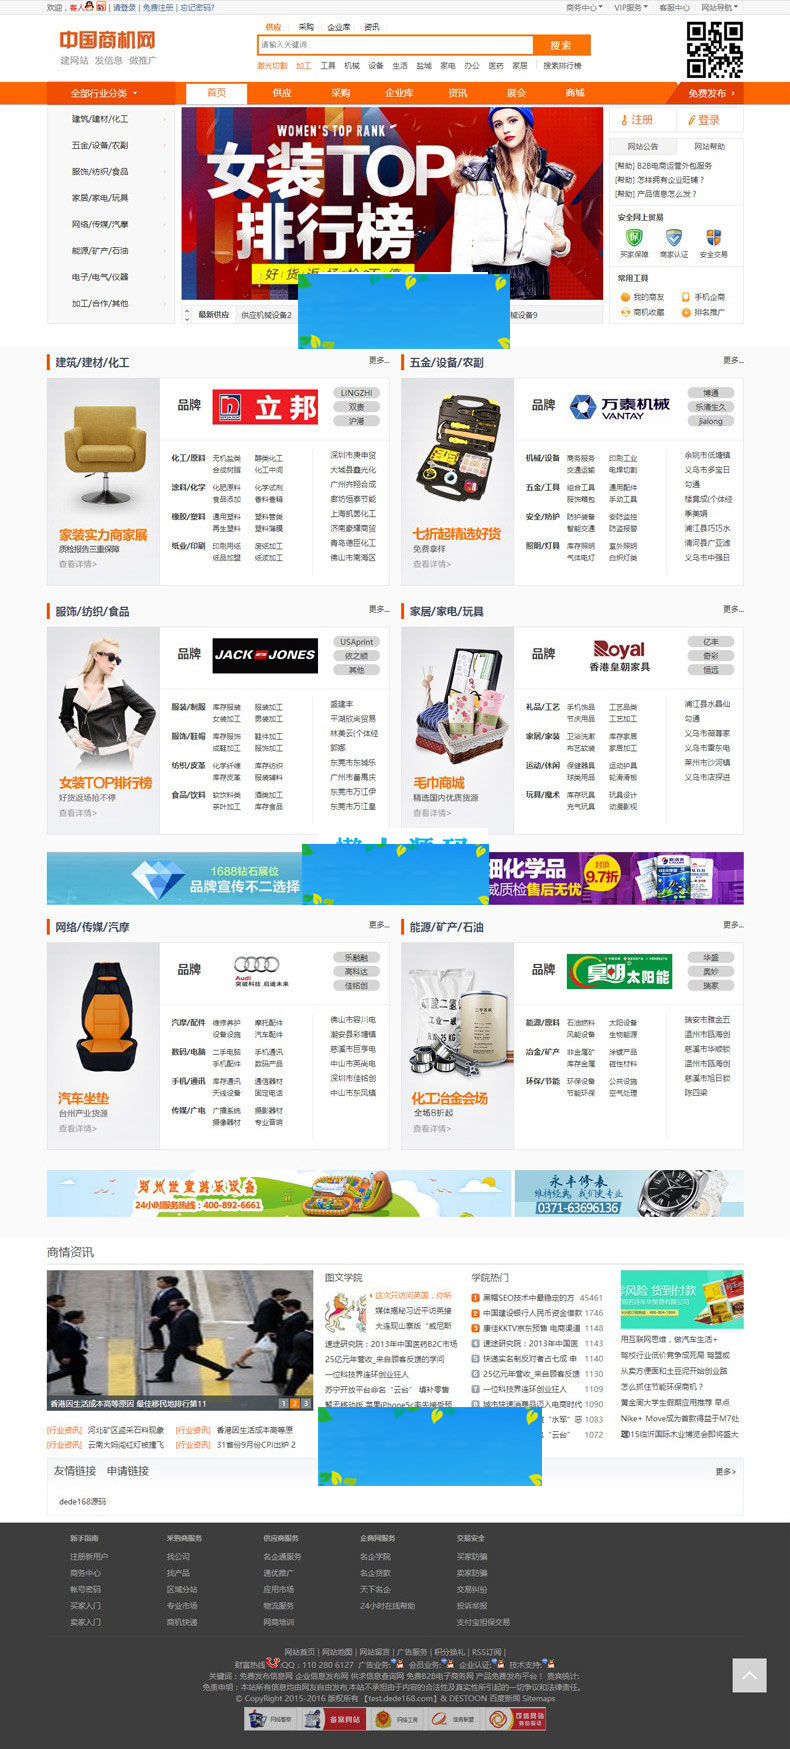 欢迎，客人 | 请登录 | 免费注册 | 忘记密码?
商务中心 VIP服务 客服中心 网站导航
中国商机网
建网站 发信息 做推广
供应 采购 企业库 资讯
请输入关键词 搜索
激光切割 加工 工具 机械 设备 生活 盐城 家电 办公 医药 家居 搜索排行榜
全部行业分类 首页 供应 采购 企业库 资讯 展会 商城 免费发布
建筑/建材/化工
五金/设备/农副
服饰/纺织/食品
家居/家电/玩具
网络/传媒/汽摩
能源/矿产/石油
电子/电气/仪器
加工/合作/其他
WOMEN'S TOP RANK
女装TOP
排行榜
最新供应 供应机械设备2
械设备9
注册 登录
网站公告 网站帮助
[帮助] B2B电商运营外包服务
[帮助] 怎样拥有企业旺铺？
[帮助] 产品信息怎么发？
安全网上贸易
买家保障 商家认证 安全交易
常用工具
我的商友 手机企商
商机收藏 排名推广
建筑/建材/化工 更多...
品牌 立邦
LINGZHI
双贵
沪港
化工/原料 无机盐类 醇类化工
合成树脂 化工中间
涂料/化学 化肥原料 化学试剂
食品添加 香料香精
橡胶/塑料 通用塑料 塑料管类
再生塑料 塑料薄膜
纸业/印刷 印刷用纸 废纸加工
纸品加盟 纸浆加工
深圳市庚申贸
大城县鑫光化
广州卉翔合成
廊坊佰泰节能
上海凯茵化工
济南豪耀商贸
青岛德臣化工
佛山市南海区
家装实力商家展
质检报告三重保障
查看详情>
五金/设备/农副 更多...
品牌 万泰机械
VANTAY
博通
乐清生久
jialong
机械/设备 商务服务 印刷工业
交通运输 电焊切割
五金/工具 组合工具 通用配件
服饰箱包 手动工具
安全/防护 防护装备 安防监控
智能交通 防盗报警
照明/灯具 库存照明 室外照明
气体电灯 白炽灯类
余姚市低塘镇
义乌市多宝日
勾通
楼竟成(个体经
季美娟
浦江县巧巧水
清河县广亚滤
义乌市中强日
七折起精选好货
免费拿样
查看详情>
服饰/纺织/食品 更多...
品牌 JACK JONES
USAprint
依之顺
其他
服装/制服 库存服装 服装加工
女装加工 男装加工
服饰/鞋帽 库存服饰 鞋件加工
成鞋加工 服饰加工
纺织/皮革 化学纤维 库存纺织
库存皮革 服装辅料
食品/饮料 软饮料类 酒类加工
茶叶加工 库存食品
盛建丰
平湖欣尚贸易
林美云(个体经
郭娜
东莞市东城乐
广州市番禺庆
东莞市万江伊
东莞市万江皇
女装TOP排行榜
好货返场抢不停
查看详情>
家居/家电/玩具 更多...
品牌 Royal
香港皇朝家具
亿丰
奇彩
恒远
礼品/工艺 手机饰品 工艺品类
节庆用品 工艺加工
家居/家装 卫浴洗漱 库存家居
布艺软装 家居加工
运动/休闲 保健器具 运动护具
球类用品 轮滑滑板
玩具/魔术 库存玩具 玩具设计
充气玩具 动漫影视
浦江县水晶仙
勾通
义乌市薇荨家
义乌市雷东电
莱州市沙河镇
义乌市店探进
毛巾商城
精选国内优质货源
查看详情>
1688钻石展位
品牌宣传不二选择
细化学品
威质检 售后无忧
封顶
9.7折
网络/传媒/汽摩 更多...
品牌 Audi
突破科技 启迪未来
乐融融
高科达
佳铭创
汽摩/配件 维修养护 摩托配件
设备设施 汽车配件
数码/电脑 二手电脑 手机通讯
手机配件 数码产品
手机/通讯 库存通讯 通信器材
无线设备 固定电话
传媒/广电 广播系统 摄影器材
摄像器材 专业音响
佛山市容川电
潮安县彩塘镇
慈溪市巨亨电
中山市英尚电
深圳市佳铭创
中山市东凤镇
汽车坐垫
台州产业货源
查看详情>
能源/矿产/石油 更多...
品牌 皇明太阳能
华盛
奥妙
瑞家
能源/原料 石油燃料 太阳设备
风能设备 生物能源
冶金/矿产 非金属矿 涂镀产品
库存金属 磁性材料
环保/节能 环保设备 公共设施
节能环保 空气处理
瑞安市雅金五
温州市瓯海创
慈溪市华顺锁
温州市瓯海创
慈溪市旭日锁
陈四梁
化工冶金会场
全场8折起
查看详情>
郑州世童游乐设备
24小时服务热线：400-892-6661
永丰修表
维持经典，我们更专业
0371-63696136
商情资讯
香港因生活成本高等原因 最佳移民地排行第11 1 2 3
[行业资讯] 河北矿区盗采石料现象 [行业资讯] 香港因生活成本高等原
[行业资讯] 云南大妈闯红灯被撞飞 [行业资讯] 31省份9月份CPI出炉 2
图文学院
这次只访问英国，你所
媒体揭秘习近平访英接
大连现山寨版“威尼斯
速途研究院：2013年中国医药B2C市场
25亿元年营收_来自顾客反馈的学问
一位科技界连环创业狂人
苏宁开放平台命名“云台” 填补零售
暂无移动版 苹果iPhone5c率先接受预
学院热门
1 黑帽SEO技术中最稳定的方 45461
2 中国建设银行人民币资金借款 1746
3 康佳KKTV京东预售 电商渠道 1148
4 速途研究院：2013年中国医 1143
5 快递实名制反对者占七成 申 1140
6 25亿元年营收_来自顾客反馈 1130
7 一位科技界连环创业狂人 1109
8 城市快速消费品迈入电商时代 1090
“水军” 恶 1083
“云台” 1072
用互联网思维，做汽车生活+
驾校行业低价竞争成死局 驾盟威
从卖方便面和土豆泥开始创业路
怎么抓住节能环保商机？
黄金周大学生假期应用推荐 早点
Nike+ Move成为首款得益于M7处
2015临沂国际木业博览会即将盛大
友情链接 申请链接 更多>
dede168源码
新手指南 采购商服务 供应商服务 企商网服务 交易安全
注册新用户 找公司 名企通服务 名企学院 买家防骗
商务中心 找产品 速优推广 名企贷款 卖家防骗
帐号密码 区域分站 应用市场 天下名企 交易纠纷
买家入门 专业市场 物流服务 24小时在线帮助 投诉举报
卖家入门 商机快递 网商培训 支付宝担保交易
网站首页 | 网站地图 | 网站留言 | 广告服务 | 积分换礼 | RSS订阅 |
财富热线 :QQ：110 280 6127 广告业务: 会员业务: 企业认证: 技术支持:
关键词：免费发布信息网 企业信息发布网 供求信息查询网 免费B2B电子商务网 产品免费发布平台！ 贵宾统计:
免责申明：本站所有信息均由网友自由发布,本站不承担由于内容的合法性及真实性所引起的一切争议和法律责任。
© CopyRight 2015-2016 版权所有 【test.dede168.com】 & DESTOON 百度新闻 Sitemaps
网络警察 备案网站 网络工商 信用联盟 可信网站